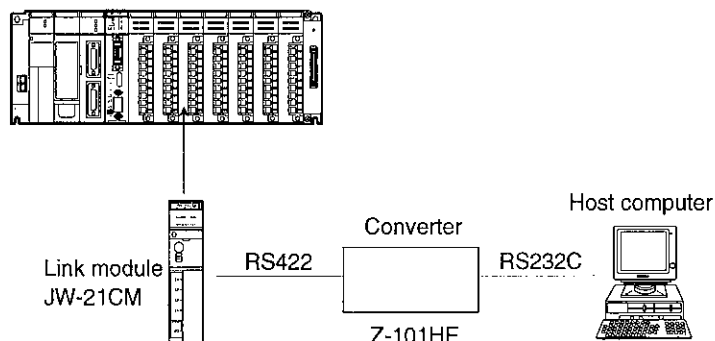 Host computer
Converter
RS422
RS232C
Link module
JW-21CM
Z-101HE